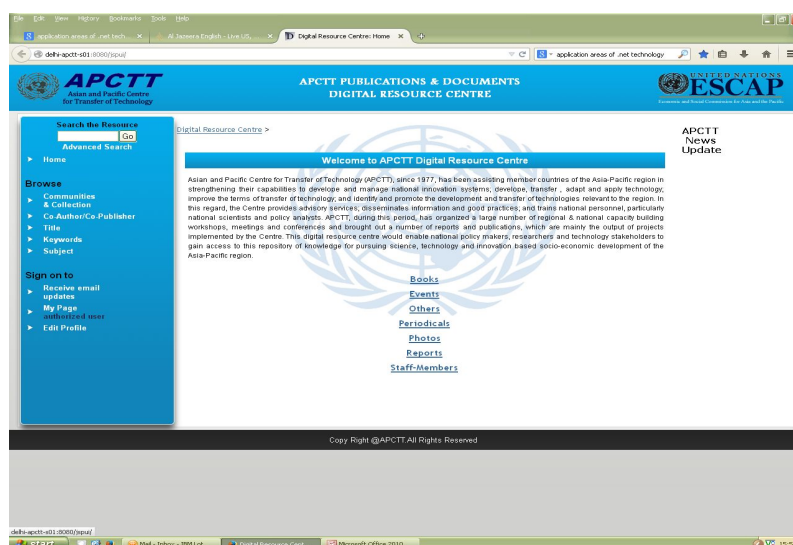 File Edit View History Bookmarks Tools Help
application areas of .net tech... × Al Jazeera English - Live US, ... × Digital Resource Centre: Home ×
delhi-apctt-s01:8080/jspui/ application areas of .net technology
APCTT
Asian and Pacific Centre
for Transfer of Technology
APCTT PUBLICATIONS & DOCUMENTS
DIGITAL RESOURCE CENTRE
UNITED NATIONS
ESCAP
Economic and Social Commission for Asia and the Pacific
Search the Resource
Go
Advanced Search
Home
Browse
Communities
& Collection
Co-Author/Co-Publisher
Title
Keywords
Subject
Sign on to
Receive email
updates
My Page
authorized user
Edit Profile
Digital Resource Centre >
Welcome to APCTT Digital Resource Centre
Asian and Pacific Centre for Transfer of Technology (APCTT), since 1977, has been assisting member countries of the Asia-Pacific region in
strengthening their capabilities to develope and manage national innovation systems; develope, transfer , adapt and apply technology;
improve the terms of transfer of technology; and identify and promote the development and transfer of technologies relevant to the region. In
this regard, the Centre provides advisory services; disseminates information and good practices; and trains national personnel, particularly
national scientists and policy analysts. APCTT, during this period, has organized a large number of regional & national capacity building
workshops, meetings and conferences and brought out a number of reports and publications, which are mainly the output of projects
implemented by the Centre. This digital resource centre would enable national policy makers, researchers and technology stakeholders to
gain access to this repository of knowledge for pursuing science, technology and innovation based socio-economic development of the
Asia-Pacific region.
Books
Events
Others
Periodicals
Photos
Reports
Staff-Members
APCTT
News
Update
Copy Right @APCTT.All Rights Reserved
delhi-apctt-s01:8080/jspui/
start Mail - Inbox - IBM Lot... Digital Resource Cent... Microsoft Office 2010